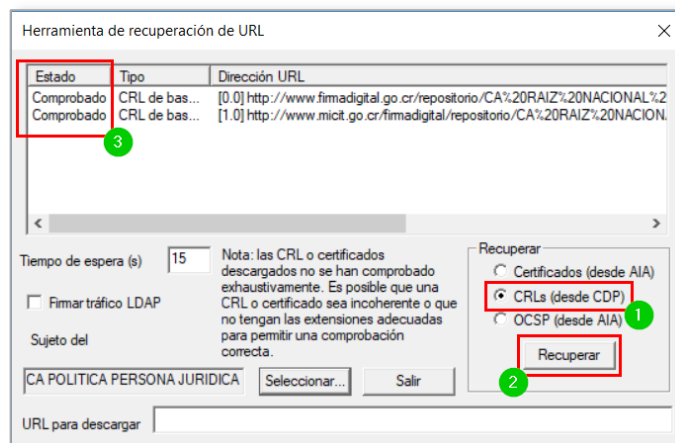 Herramienta de recuperación de URL
Estado Tipo Dirección URL
Comprobado CRL de bas... [0.0] http://www.firmadigital.go.cr/repositorio/CA%20RAIZ%20NACIONAL%2
Comprobado CRL de bas... [1.0] http://www.micit.go.cr/firmadigital/repositorio/CA%20RAIZ%20NACION.
3
Tiempo de espera (s) 15
Firmar tráfico LDAP
Sujeto del
Nota: las CRL o certificados
descargados no se han comprobado
exhaustivamente. Es posible que una
CRL o certificado sea incoherente o que
no tengan las extensiones adecuadas
para permitir una comprobación
correcta.
Recuperar
Certificados (desde AIA)
CRLs (desde CDP)
1
OCSP (desde AIA)
Recuperar
2
CA POLITICA PERSONA JURIDICA Seleccionar... Salir
URL para descargar